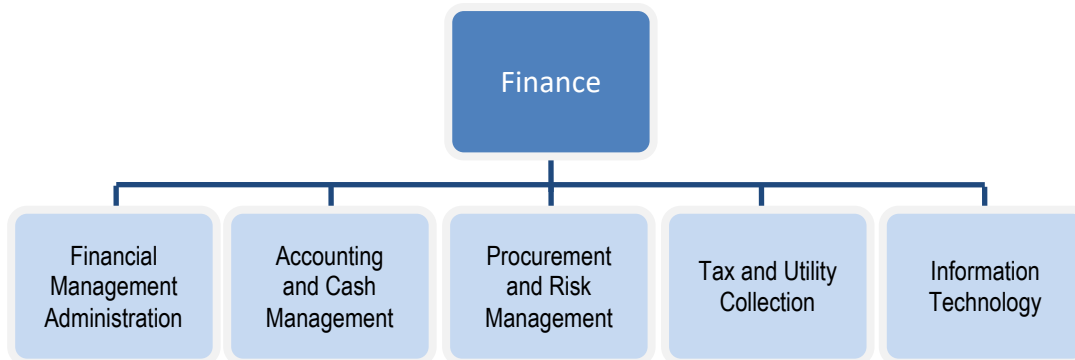 Finance
Financial
Management
Administration
Accounting
and Cash
Management
Procurement
and Risk
Management
Tax and Utility
Collection
Information
Technology